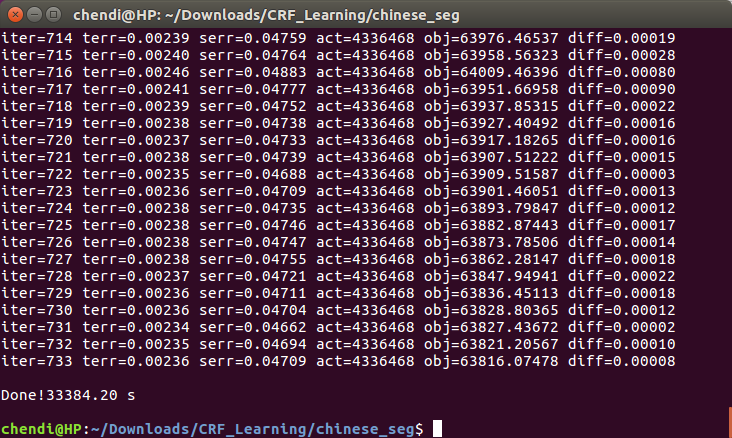 chendi@HP: ~/Downloads/CRF_Learning/chinese_seg
iter=714 terr=0.00239 serr=0.04759 act=4336468 obj=63976.46537 diff=0.00019
iter=715 terr=0.00240 serr=0.04764 act=4336468 obj=63958.56323 diff=0.00028
iter=716 terr=0.00246 serr=0.04883 act=4336468 obj=64009.46396 diff=0.00080
iter=717 terr=0.00241 serr=0.04777 act=4336468 obj=63951.66958 diff=0.00090
iter=718 terr=0.00239 serr=0.04752 act=4336468 obj=63937.85315 diff=0.00022
iter=719 terr=0.00238 serr=0.04738 act=4336468 obj=63927.40492 diff=0.00016
iter=720 terr=0.00237 serr=0.04733 act=4336468 obj=63917.18265 diff=0.00016
iter=721 terr=0.00238 serr=0.04739 act=4336468 obj=63907.51222 diff=0.00015
iter=722 terr=0.00235 serr=0.04688 act=4336468 obj=63909.51587 diff=0.00003
iter=723 terr=0.00236 serr=0.04709 act=4336468 obj=63901.46051 diff=0.00013
iter=724 terr=0.00238 serr=0.04735 act=4336468 obj=63893.79847 diff=0.00012
iter=725 terr=0.00238 serr=0.04746 act=4336468 obj=63882.87443 diff=0.00017
iter=726 terr=0.00238 serr=0.04747 act=4336468 obj=63873.78506 diff=0.00014
iter=727 terr=0.00238 serr=0.04755 act=4336468 obj=63862.28147 diff=0.00018
iter=728 terr=0.00237 serr=0.04721 act=4336468 obj=63847.94941 diff=0.00022
iter=729 terr=0.00236 serr=0.04711 act=4336468 obj=63836.45113 diff=0.00018
iter=730 terr=0.00236 serr=0.04704 act=4336468 obj=63828.80365 diff=0.00012
iter=731 terr=0.00234 serr=0.04662 act=4336468 obj=63827.43672 diff=0.00002
iter=732 terr=0.00235 serr=0.04694 act=4336468 obj=63821.20567 diff=0.00010
iter=733 terr=0.00236 serr=0.04709 act=4336468 obj=63816.07478 diff=0.00008
Done!33384.20 s
chendi@HP:~/Downloads/CRF_Learning/chinese_seg$